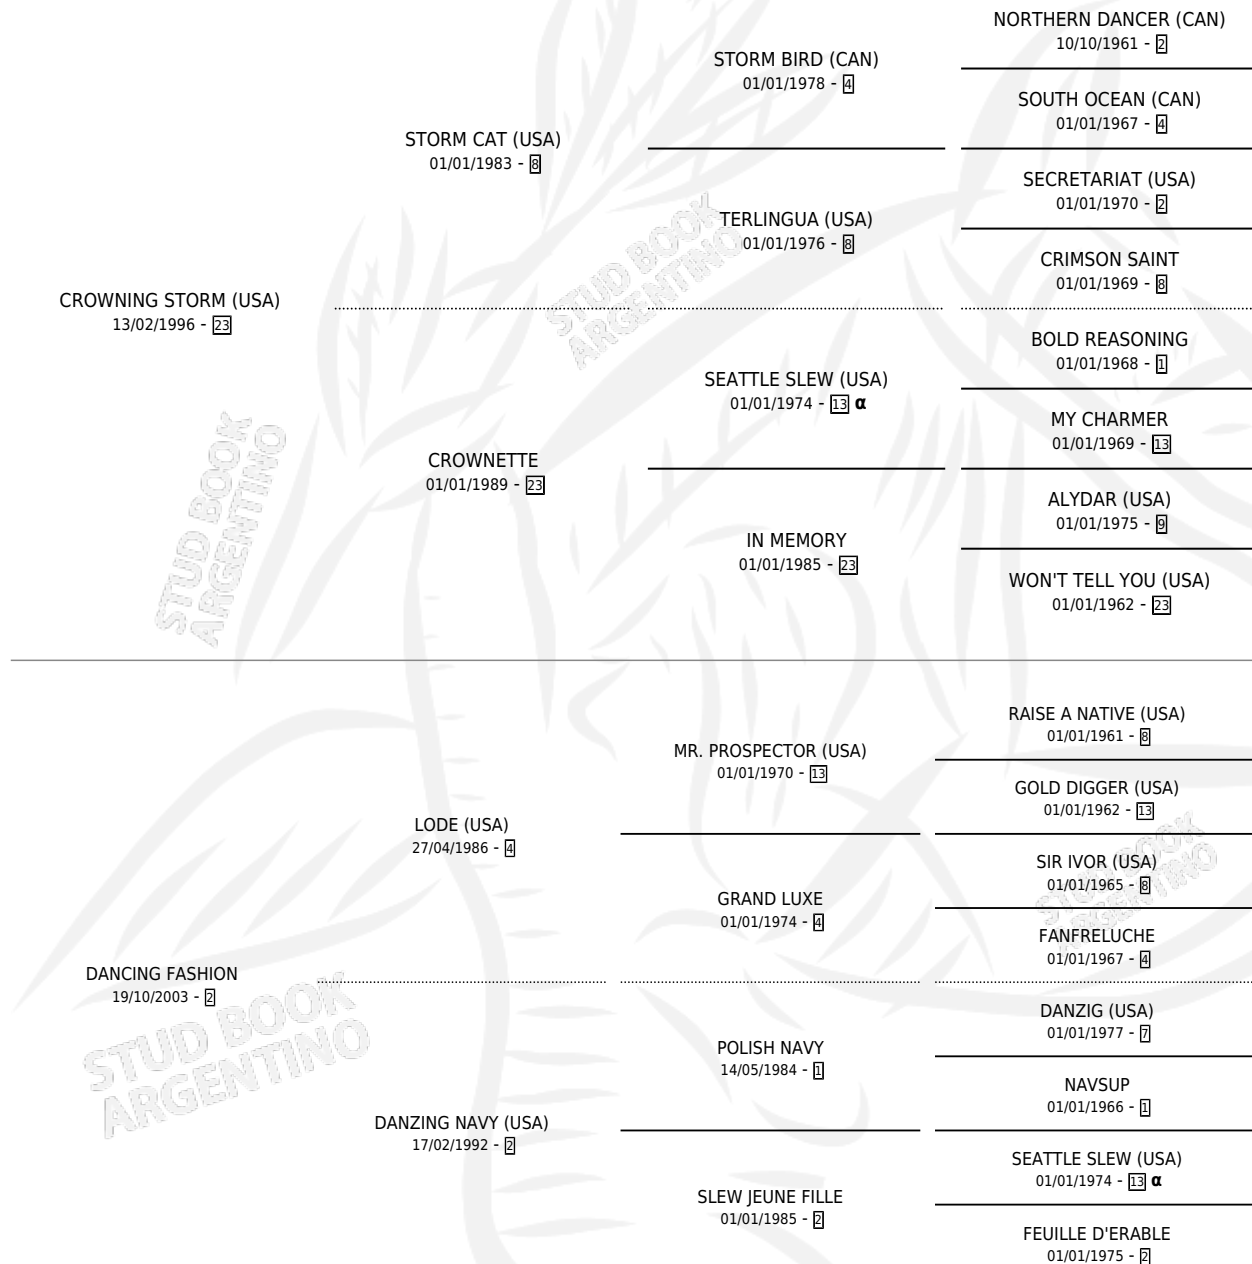 NORTHERN DANCER (CAN)
10/10/1961 - 2
STORM BIRD (CAN)
01/01/1978 - 4
SOUTH OCEAN (CAN)
01/01/1967 - 4
STORM CAT (USA)
01/01/1983 - 8
SECRETARIAT (USA)
01/01/1970 - 2
TERLINGUA (USA)
01/01/1976 - 8
CRIMSON SAINT
01/01/1969 - 8
CROWNING STORM (USA)
13/02/1996 - 23
BOLD REASONING
01/01/1968 - 1
SEATTLE SLEW (USA)
01/01/1974 - 13 α
MY CHARMER
01/01/1969 - 13
CROWNETTE
01/01/1989 - 23
ALYDAR (USA)
01/01/1975 - 9
IN MEMORY
01/01/1985 - 23
WON'T TELL YOU (USA)
01/01/1962 - 23
RAISE A NATIVE (USA)
01/01/1961 - 8
MR. PROSPECTOR (USA)
01/01/1970 - 13
GOLD DIGGER (USA)
01/01/1962 - 13
LODE (USA)
27/04/1986 - 4
SIR IVOR (USA)
01/01/1965 - 8
GRAND LUXE
01/01/1974 - 4
FANFRELUCHE
01/01/1967 - 4
DANCING FASHION
19/10/2003 - 2
DANZIG (USA)
01/01/1977 - 7
POLISH NAVY
14/05/1984 - 1
NAVSUP
01/01/1966 - 1
DANZING NAVY (USA)
17/02/1992 - 2
SEATTLE SLEW (USA)
01/01/1974 - 13 α
SLEW JEUNE FILLE
01/01/1985 - 2
FEUILLE D'ERABLE
01/01/1975 - 2
STUD BOOK
ARGENTINO
STUD BOOK
ARGENTINO
STUD BOOK
ARGENTINO
STUD BOOK
ARGENTINO